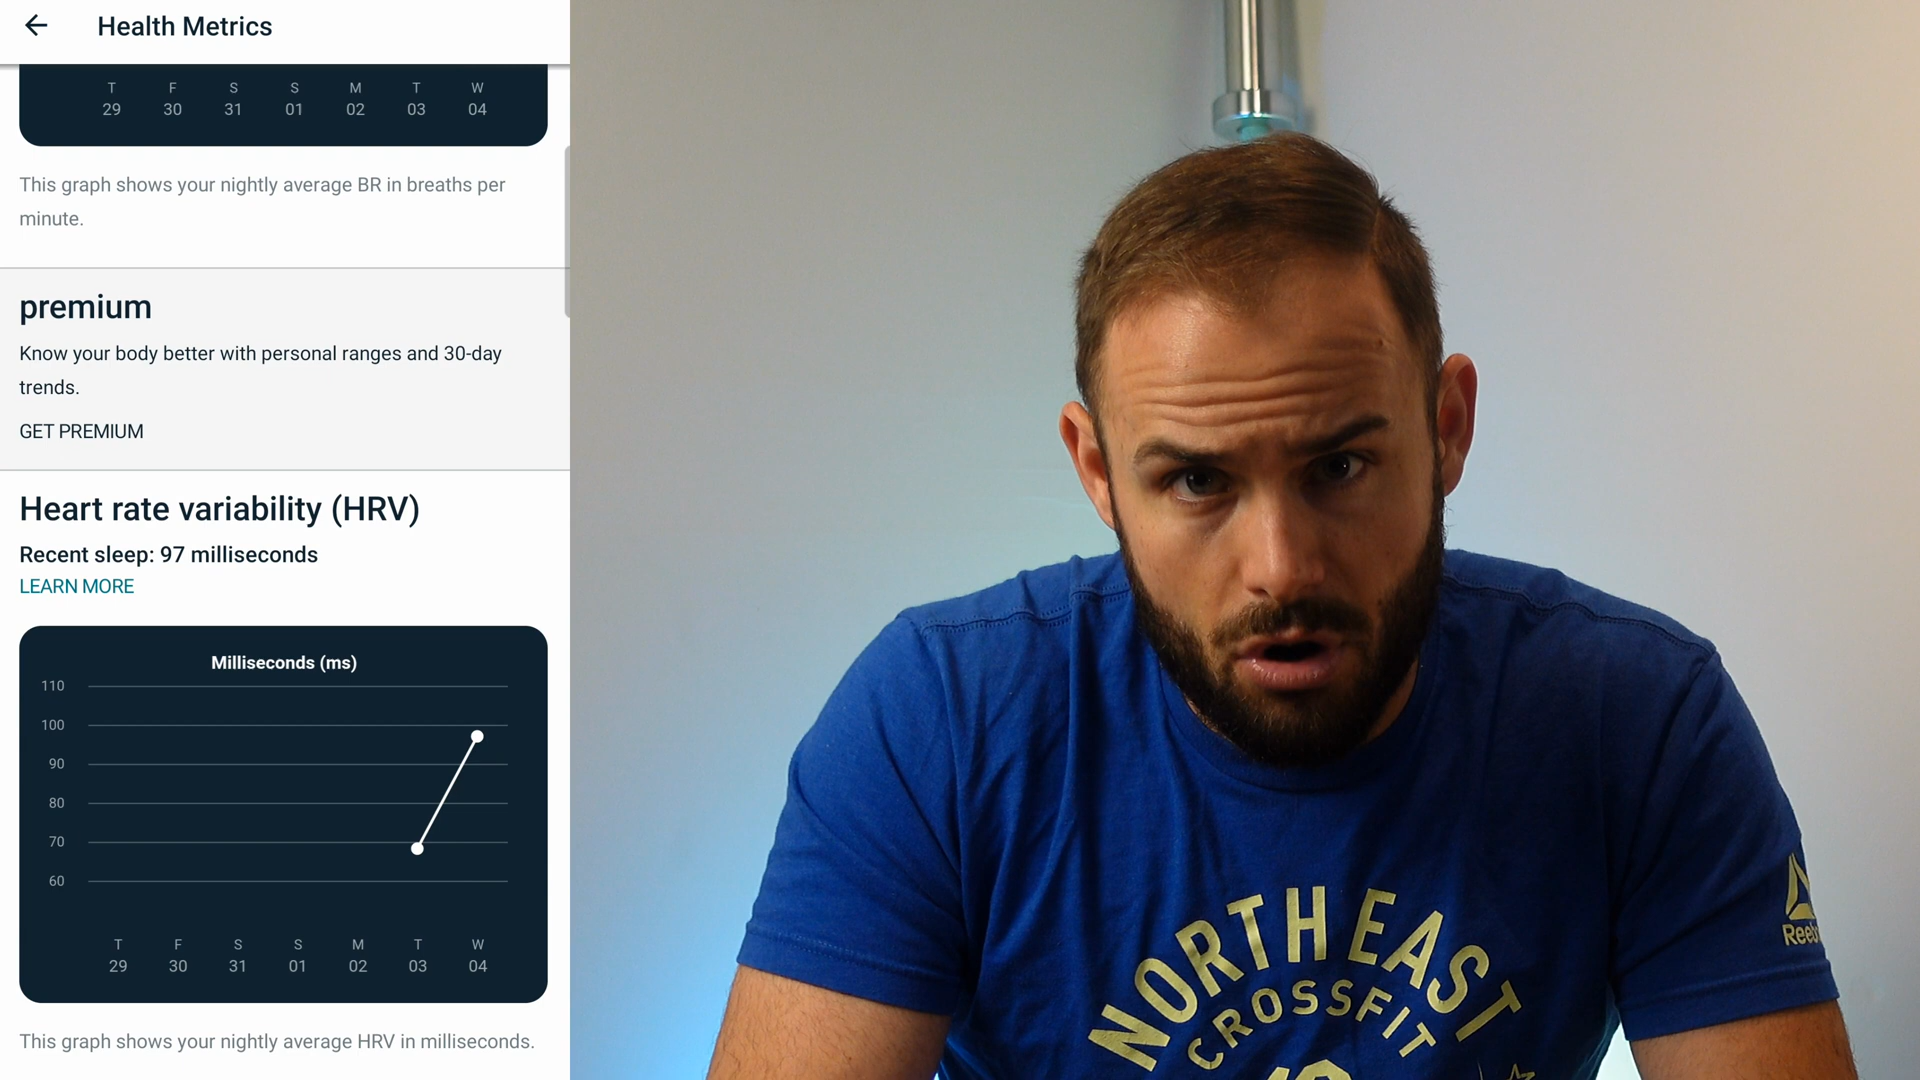 Health Metrics
T F S S M T W
29 30 31 01 02 03 04
This graph shows your nightly average BR in breaths per
minute.
premium
Know your body better with personal ranges and 30-day
trends.
GET PREMIUM
Heart rate variability (HRV)
Recent sleep: 97 milliseconds
LEARN MORE
Milliseconds (ms)
110
100
90
80
70
60
T F S S M T W
29 30 31 01 02 03 04
This graph shows your nightly average HRV in milliseconds.
NORTHEAST
CROSSFIT